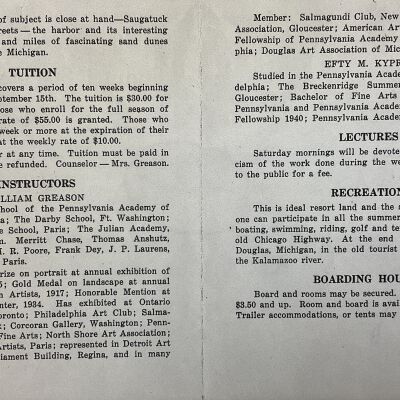 of subject is close at hand—Saugatuck
reets — the harbor and its interesting
and miles of fascinating sand dunes
e Michigan.
TUITION
covers a period of ten weeks beginning
ptember 15th. The tuition is $30.00 for
ose who enroll for the full season of
rate of $55.00 is granted. Those who
week or more at the expiration of their
at the weekly rate of $10.00.
r at any time. Tuition must be paid in
e refunded. Counselor — Mrs. Greason.
INSTRUCTORS
LLIAM GREASON
chool of the Pennsylvania Academy of
ia; The Darby School, Ft. Washington;
e School, Paris; The Julian Academy,
m. Merritt Chase, Thomas Anshutz,
H. R. Poore, Frank Dey, J. P. Laurens,
Paris.
rize on portrait at annual exhibition of
5; Gold Medal on landscape at annual
n Artists, 1917; Honorable Mention at
inter, 1934. Has exhibited at Ontario
oronto; Philadelphia Art Club; Salma-
k; Corcoran Gallery, Washington; Penn-
Fine Arts; North Shore Art Association;
Artists, Paris; represented in Detroit Art
liament Building, Regina, and in many
Member: Salmagundi Club, New
Association, Gloucester; American Art
Fellowship of Pennsylvania Academy
phia; Douglas Art Association of Mic
EFTY M. KYPR
Studied in the Pennsylvania Academ
delphia; The Breckenridge Summe
Gloucester; Bachelor of Fine Arts
Pennsylvania and Pennsylvania Academ
Fellowship 1940; Pennsylvania Acad
LECTURES
Saturday mornings will be devote
cism of the work done during the we
to the public for a fee.
RECREATION
This is ideal resort land and the
one can participate in all the summe
boating, swimming, riding, golf and ten
old Chicago Highway. At the end
Douglas, Michigan, in the old tourist
the Kalamazoo river.
BOARDING HOU
Board and rooms may be secured.
$3.50 and up. Room and board is avai
Trailer accommodations, or tents may